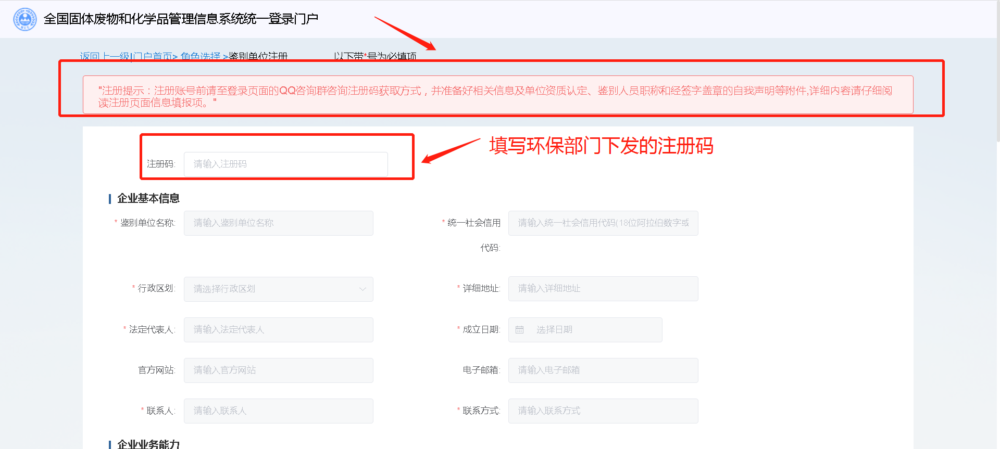 全国固体废物和化学品管理信息系统统一登录门户
返回上一级|门户首页> 角色选择 >鉴别单位注册 以下带*号为必填项
"注册提示：注册账号前请至登录页面的QQ咨询群咨询注册码获取方式，并准备好相关信息及单位资质认定、鉴别人员职称和经签字盖章的自我声明等附件,详细内容请仔细阅
读注册页面信息填报项。"
填写环保部门下发的注册码
注册码: 请输入注册码
企业基本信息
* 鉴别单位名称: 请输入鉴别单位名称 * 统一社会信用 请输入统一社会信用代码(18位阿拉伯数字或
代码:
* 行政区划: 请选择行政区划 * 详细地址: 请输入详细地址
* 法定代表人: 请输入法定代表人 * 成立日期: 选择日期
官方网站: 请输入官方网站 电子邮箱: 请输入电子邮箱
* 联系人: 请输入联系人 * 联系方式: 请输入联系方式
企业业务能力